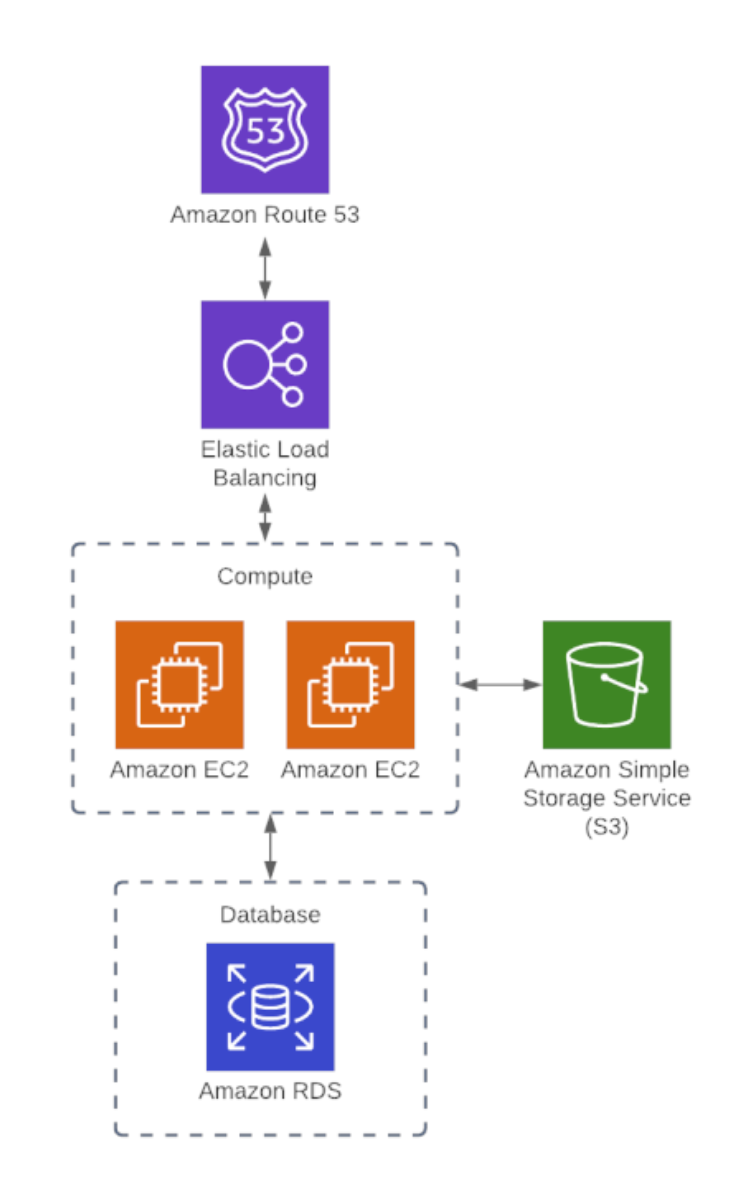 53
Amazon Route 53
Elastic Load
Balancing
Compute
Amazon EC2
Amazon EC2
Amazon Simple
Storage Service
(S3)
Database
Amazon RDS